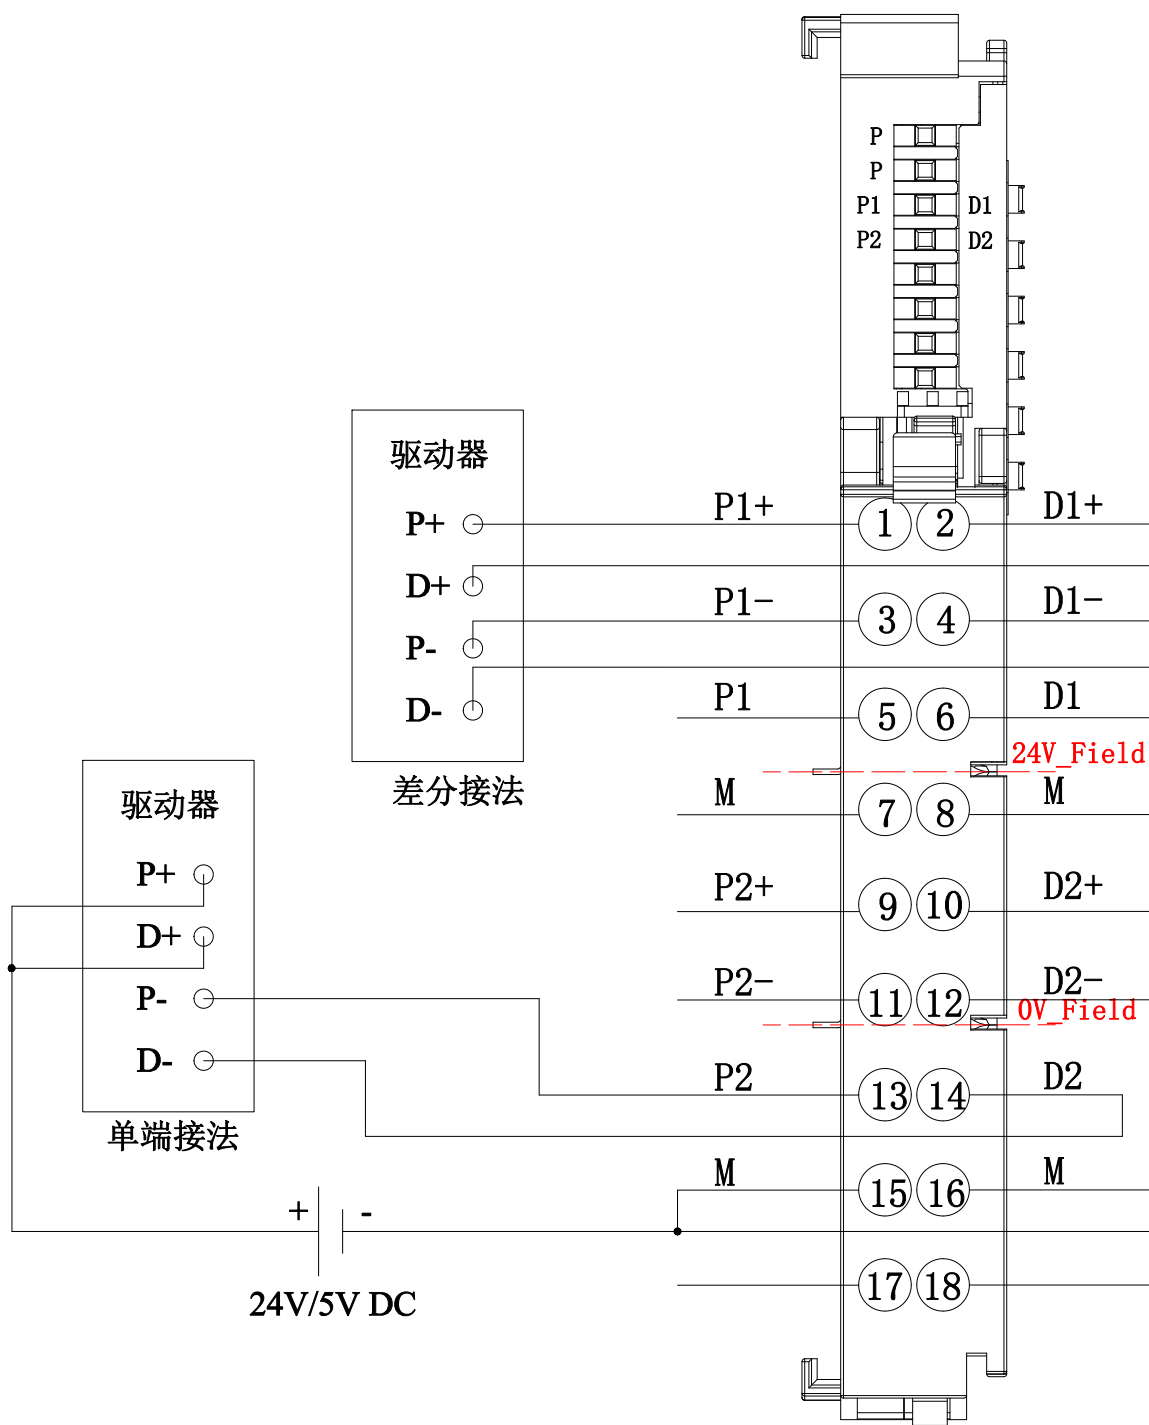 P
P
P1 D1
P2 D2
驱动器
P+
D+
P-
D-
差分接法
驱动器
P+
D+
P-
D-
单端接法
+ -
24V/5V DC
P1+ 1 2 D1+
P1- 3 4 D1-
P1 5 6 D1
24V_Field
M 7 8 M
P2+ 9 10 D2+
P2- 11 12 D2-
0V_Field
P2 13 14 D2
M 15 16 M
17 18